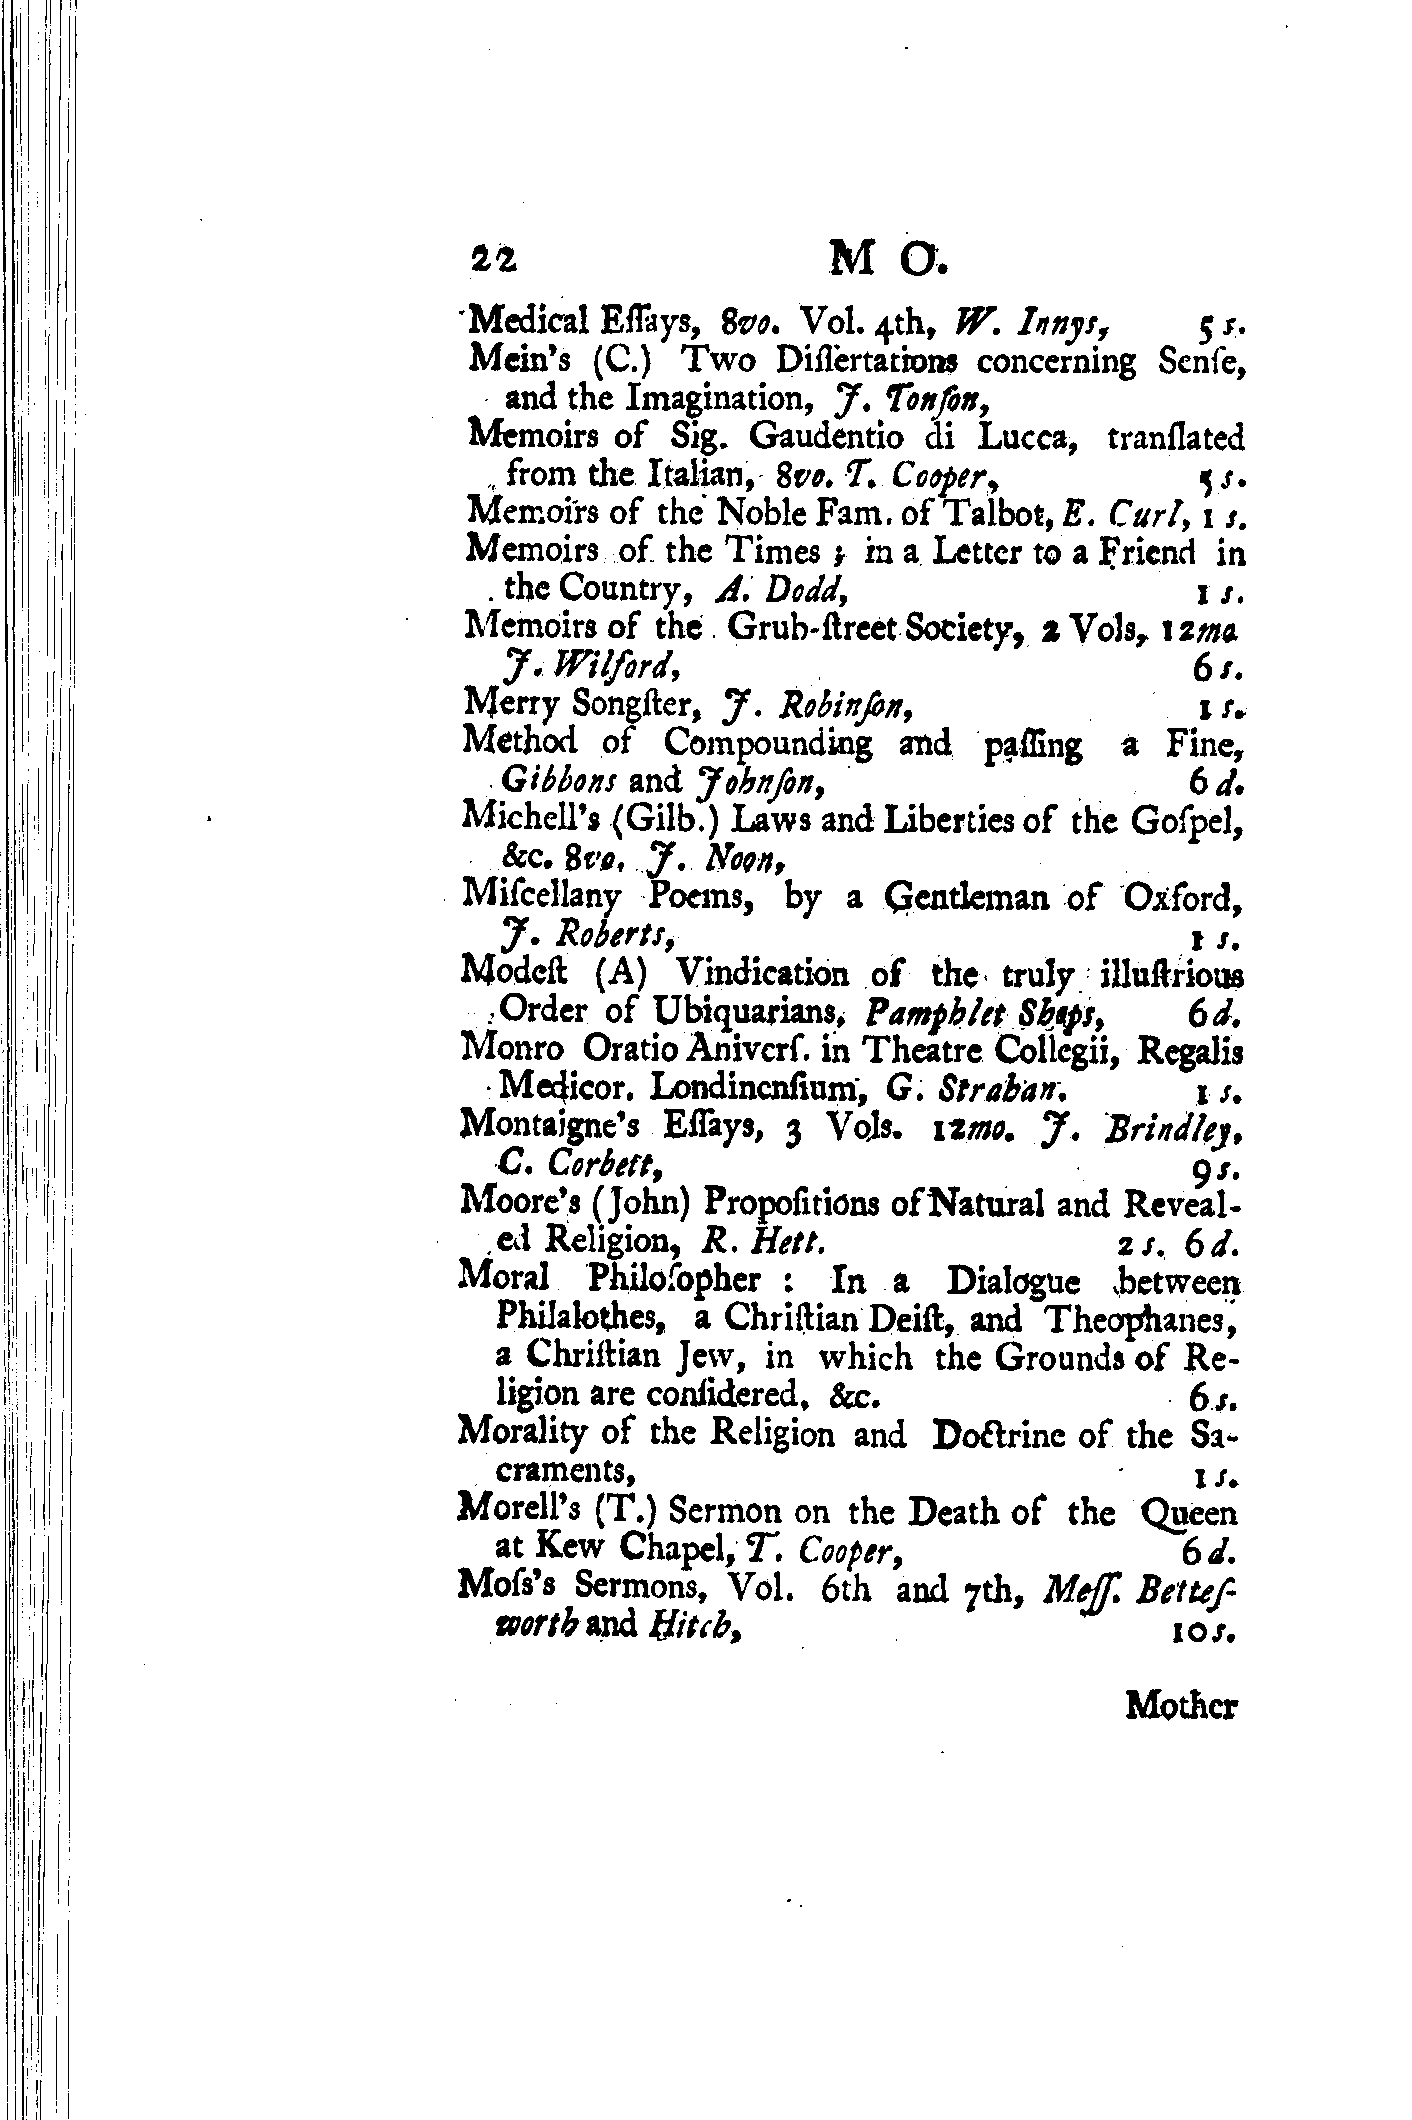 22 M O.
Medical Eſſays, 8vo. Vol. 4th, W. Innys, 5 s.
Mein's (C.) Two Diſſertations concerning Senſe,
and the Imagination, J. Tonſon,
Memoirs of Sig. Gaudentio di Lucca, tranſlated
from the Italian, 8vo. T. Cooper, 5 s.
Memoirs of the Noble Fam. of Talbot, E. Curl, 1 s.
Memoirs of the Times; in a Letter to a Friend in
the Country, A. Dodd, 1 s.
Memoirs of the Grub-ſtreet Society, 2 Vols, 12mo
J. Wilford, 6 s.
Merry Songſter, J. Robinſon, 1 s.
Method of Compounding and paſſing a Fine,
Gibbons and Johnſon, 6 d.
Michell's (Gilb.) Laws and Liberties of the Goſpel,
&c. 8vo. J. Noon,
Miſcellany Poems, by a Gentleman of Oxford,
J. Roberts, 1 s.
Modeſt (A) Vindication of the truly illuſtrious
Order of Ubiquarians, Pamphlet Shops, 6 d.
Monro Oratio Aniverſ. in Theatre Collegii, Regalis
Medicor. Londinenſium, G. Strahan. 1 s.
Montaigne's Eſſays, 3 Vols. 12mo. J. Brindley,
C. Corbett, 9 s.
Moore's (John) Propoſitions of Natural and Reveal-
ed Religion, R. Hett. 2 s. 6 d.
Moral Philoſopher : In a Dialogue between
Philalothes, a Chriſtian Deiſt, and Theophanes,
a Chriſtian Jew, in which the Grounds of Re-
ligion are conſidered, &c. 6 s.
Morality of the Religion and Doctrine of the Sa-
craments, 1 s.
Morell's (T.) Sermon on the Death of the Queen
at Kew Chapel, T. Cooper, 6 d.
Moſs's Sermons, Vol. 6th and 7th, Meſſ. Betteſ-
worth and Hitch, 10 s.
Mother